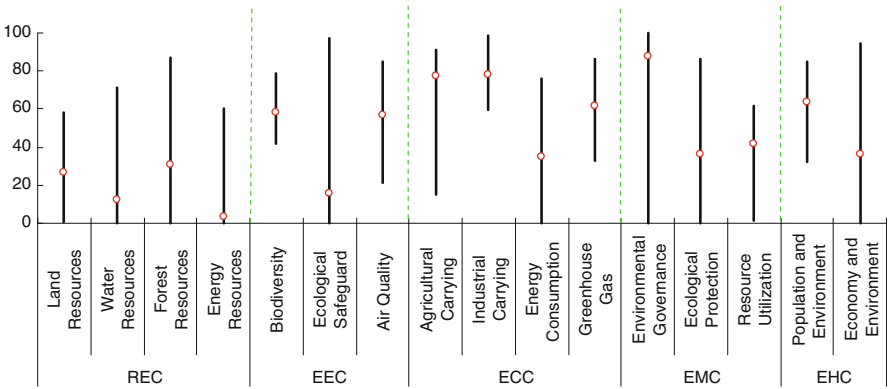 100
80
60
40
20
0
Land
Resources
Water
Resources
Forest
Resources
Energy
Resources
Biodiversity
Ecological
Safeguard
Air Quality
Agricultural
Carrying
Industrial
Carrying
Energy
Consumption
Greenhouse
Gas
Environmental
Governance
Ecological
Protection
Resource
Utilization
Population and
Environment
Economy and
Environment
REC
EEC
ECC
EMC
EHC